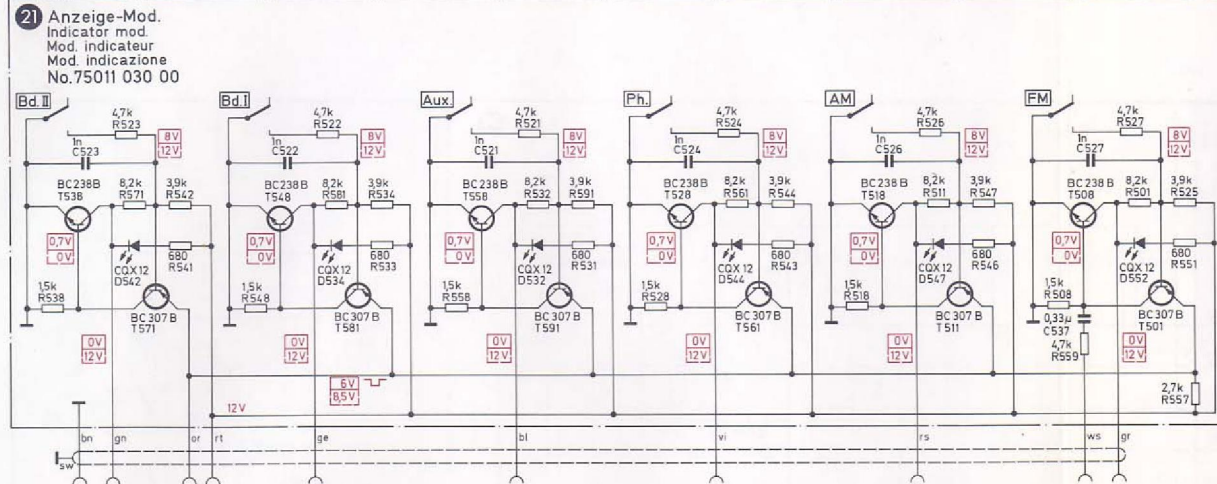 21 Anzeige-Mod.
Indicator mod.
Mod. indicateur
Mod. indicazione
No.75011 030 00
Bd.II
4,7k
R523
8V
12V
1n
C523
BC238B
T538
8,2k
R571
3,9k
R542
0,7V
0V
CQX12
D542
680
R541
1,5k
R538
BC307B
T571
0V
12V
Bd.I
4,7k
R522
8V
12V
1n
C522
BC238B
T548
8,2k
R581
3,9k
R534
0,7V
0V
CQX12
D534
680
R533
1,5k
R548
BC307B
T581
0V
12V
6V
8,5V
Aux.
4,7k
R521
8V
12V
1n
C521
BC238B
T558
8,2k
R532
3,9k
R591
0,7V
0V
CQX12
D532
680
R531
1,5k
R558
BC307B
T591
0V
12V
Ph.
4,7k
R524
8V
12V
1n
C524
BC238B
T528
8,2k
R561
3,9k
R544
0,7V
0V
CQX12
D544
680
R543
1,5k
R528
BC307B
T561
0V
12V
AM
4,7k
R526
8V
12V
1n
C526
BC238B
T518
8,2k
R511
3,9k
R547
0,7V
0V
CQX12
D547
680
R546
1,5k
R518
BC307B
T511
0V
12V
FM
4,7k
R527
8V
12V
1n
C527
BC238B
T508
8,2k
R501
3,9k
R525
0,7V
0V
CQX12
D552
680
R551
1,5k
R508
0,33µ
C537
4,7k
R559
BC307B
T501
0V
12V
2,7k
R557
12V
bn gn or rt ge bl vi rs ws gr
sw